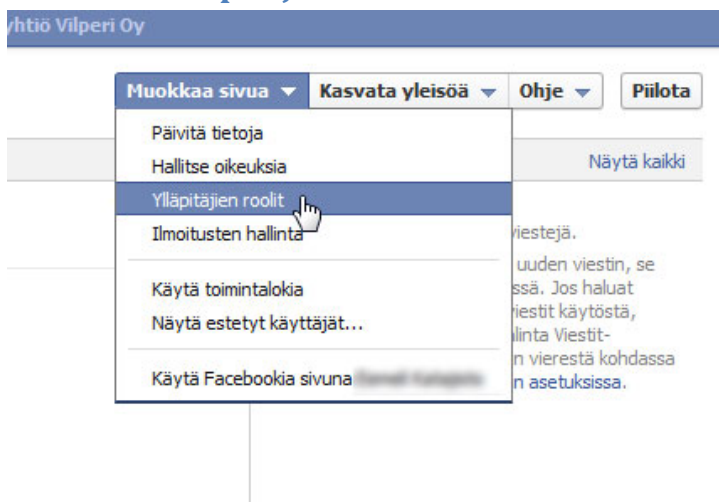 yhtiö Vilperi Oy
Muokkaa sivua Kasvata yleisöä Ohje Piilota
Päivitä tietoja
Hallitse oikeuksia Näytä kaikki
Ylläpitäjien roolit
Ilmoitusten hallinta viestejä.
uuden viestin, se
Käytä toimintalokia ssä. Jos haluat
viestit käytöstä,
Näytä estetyt käyttäjät...
linta Viestit-
n vierestä kohdassa
Käytä Facebookia sivuna
n asetuksissa.